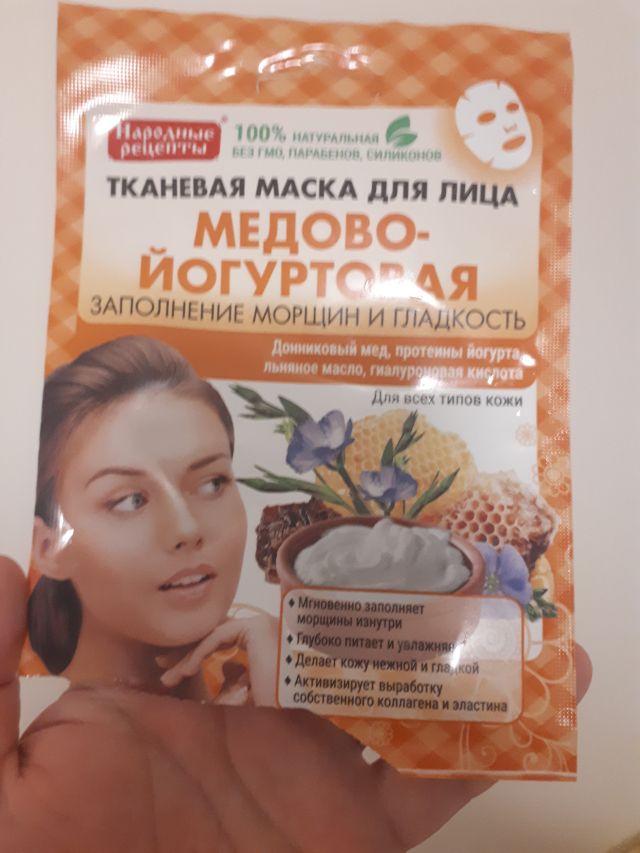 Народные
рецепты®
100% НАТУРАЛЬНАЯ
БЕЗ ГМО, ПАРАБЕНОВ, СИЛИКОНОВ
ТКАНЕВАЯ МАСКА ДЛЯ ЛИЦА
МЕДОВО-
ЙОГУРТОВАЯ
ЗАПОЛНЕНИЕ МОРЩИН И ГЛАДКОСТЬ
Донниковый мед, протеины йогурта,
льняное масло, гиалуроновая кислота
Для всех типов кожи
♦ Мгновенно заполняет
морщины изнутри
♦ Глубоко питает и увлажняе
♦ Делает кожу нежной и гладкой
♦ Активизирует выработку
собственного коллагена и эластина